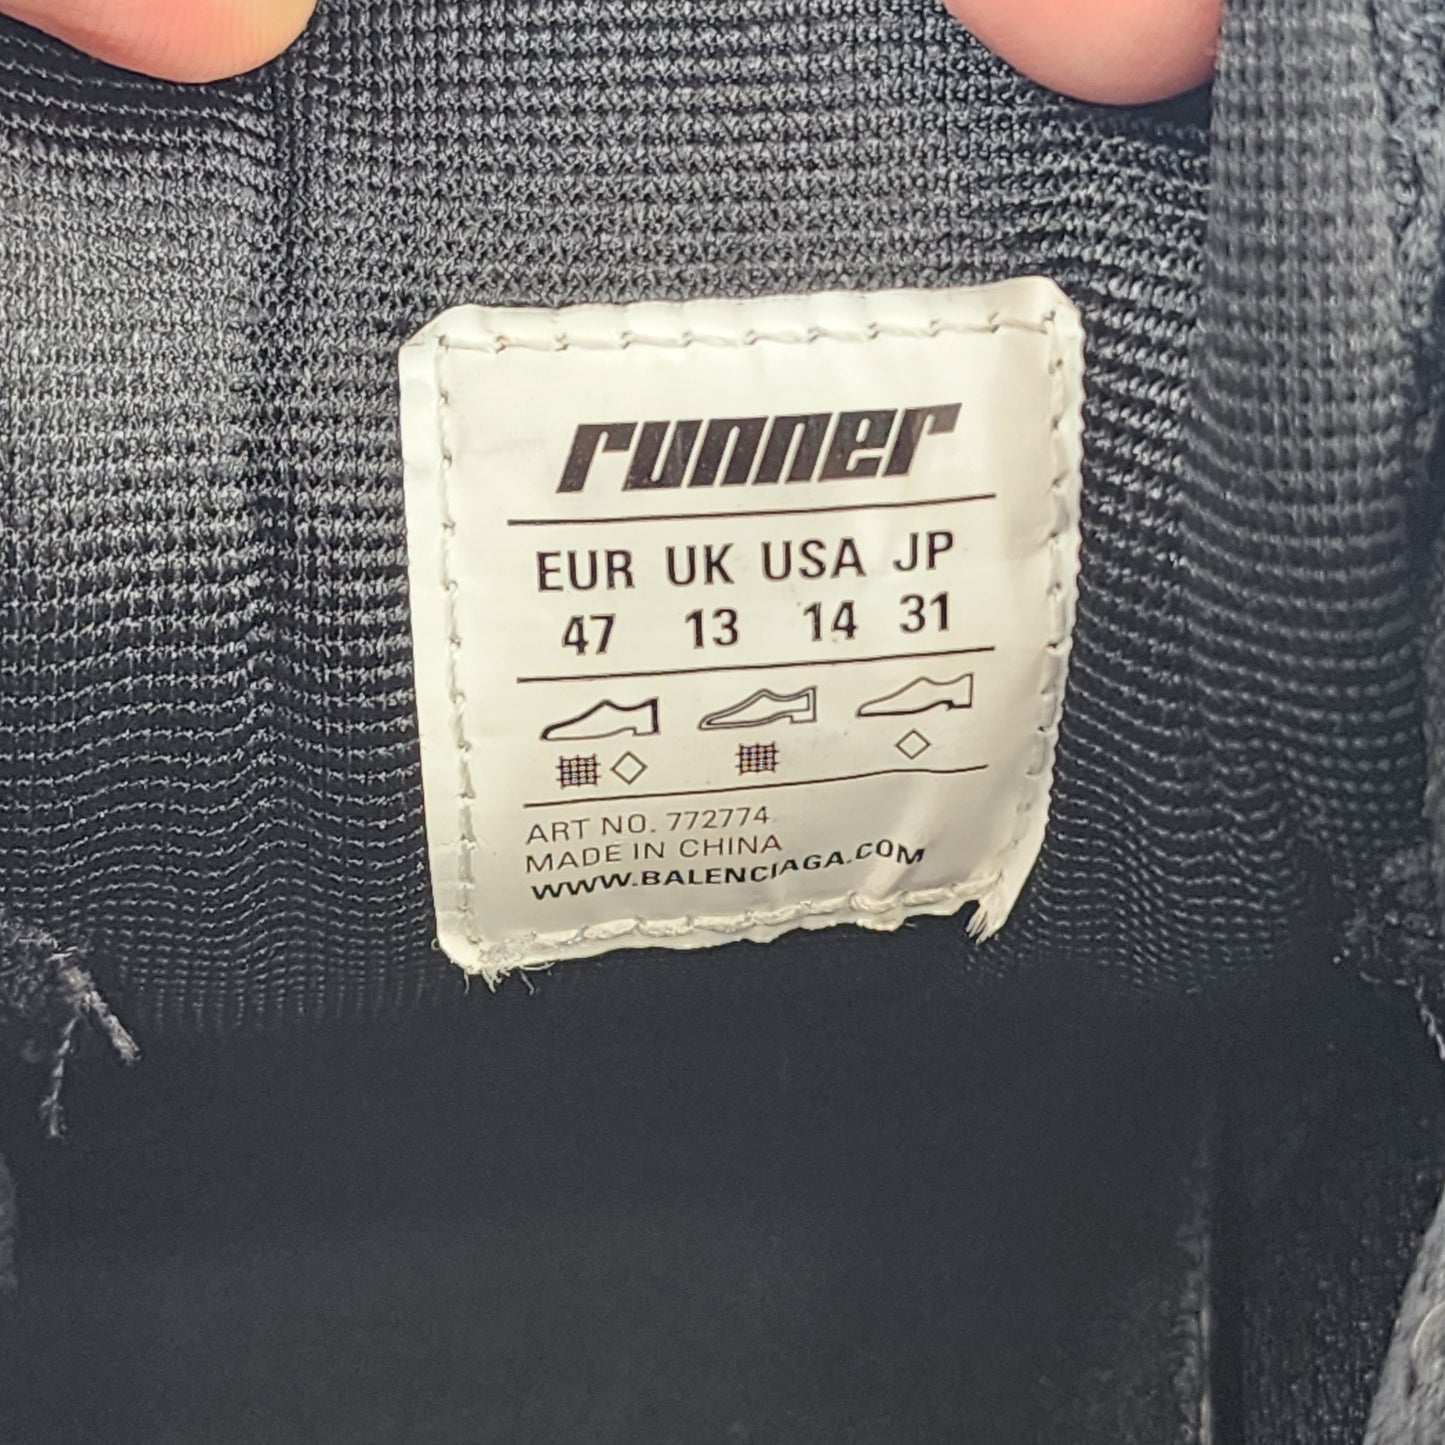 runner
EUR UK USA JP
47 13 14 31
ART NO. 772774
MADE IN CHINA
WWW.BALENCIAGA.COM